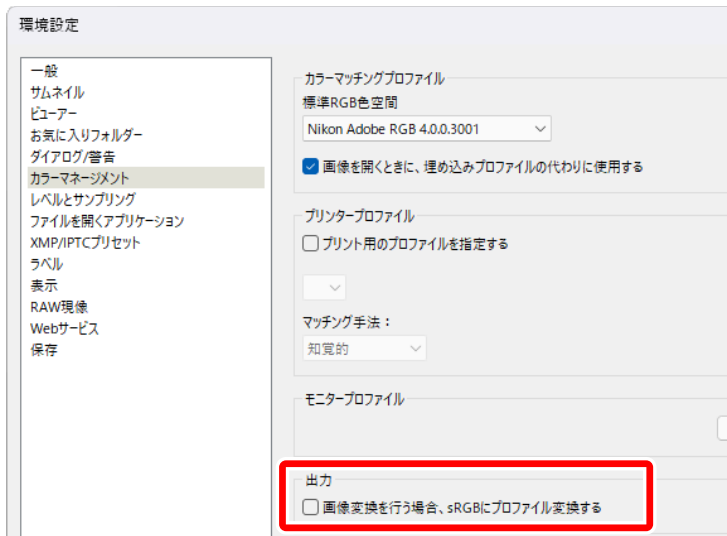 環境設定
一般
サムネイル
ビューアー
お気に入りフォルダー
ダイアログ/警告
カラーマネージメント
レベルとサンプリング
ファイルを開くアプリケーション
XMP/IPTCプリセット
ラベル
表示
RAW現像
Webサービス
保存
カラーマッチングプロファイル
標準RGB色空間
Nikon Adobe RGB 4.0.0.3001
画像を開くときに、埋め込みプロファイルの代わりに使用する
プリンタープロファイル
プリント用のプロファイルを指定する
マッチング手法：
知覚的
モニタープロファイル
出力
画像変換を行う場合、sRGBにプロファイル変換する